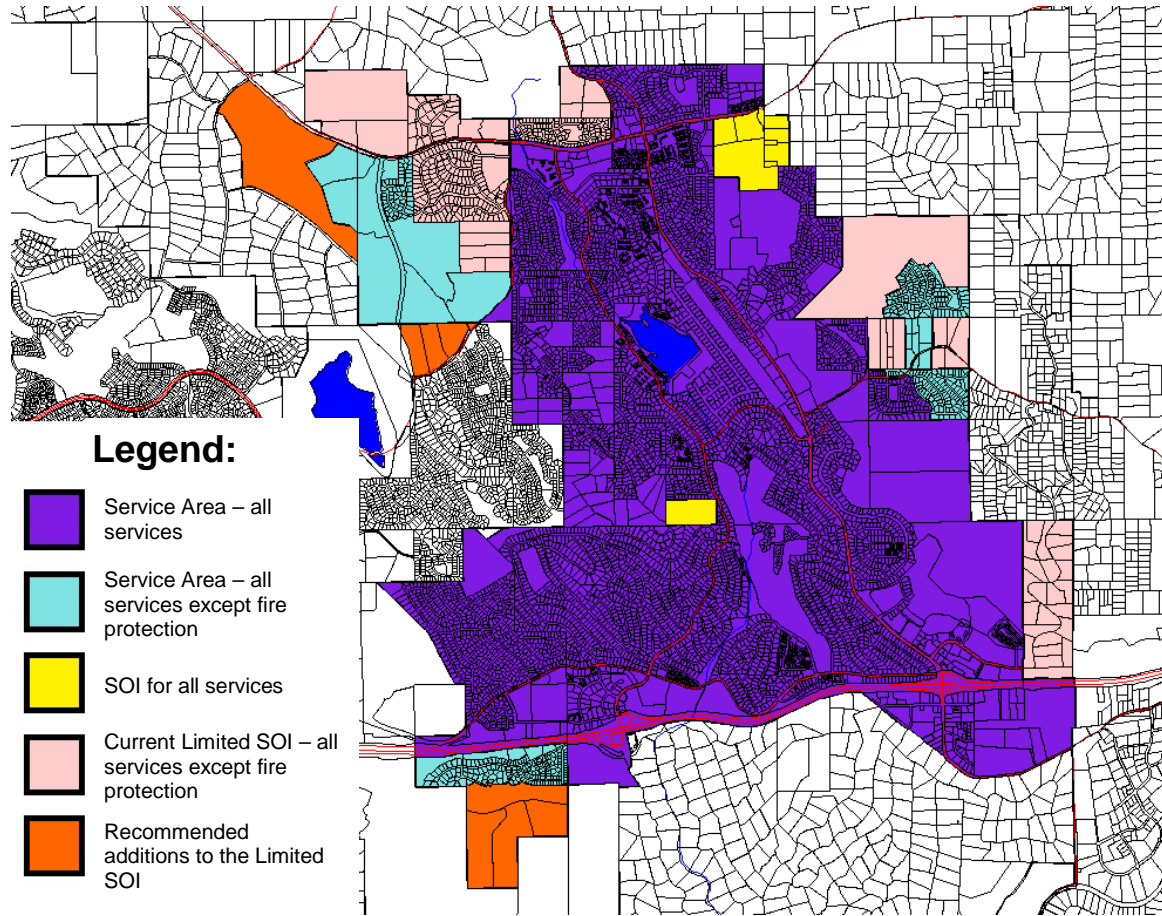 Legend:
Service Area – all
services
Service Area – all
services except fire
protection
SOI for all services
Current Limited SOI – all
services except fire
protection
Recommended
additions to the Limited
SOI